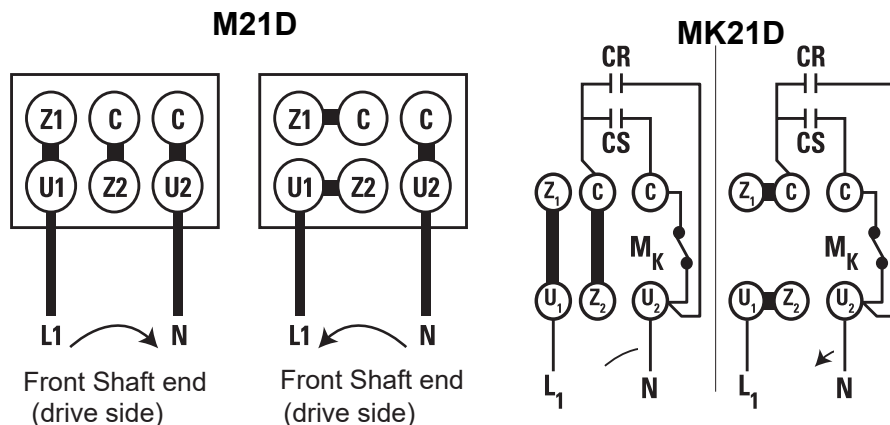 M21D
Z1 C C
U1 Z2 U2
L1 N
Front Shaft end
(drive side)
Z1 C C
U1 Z2 U2
L1 N
Front Shaft end
(drive side)
MK21D
CR
CS
Z1 C C
MK
U1 Z2 U2
L1 N
CR
CS
Z1 C C
MK
U1 Z2 U2
L1 N